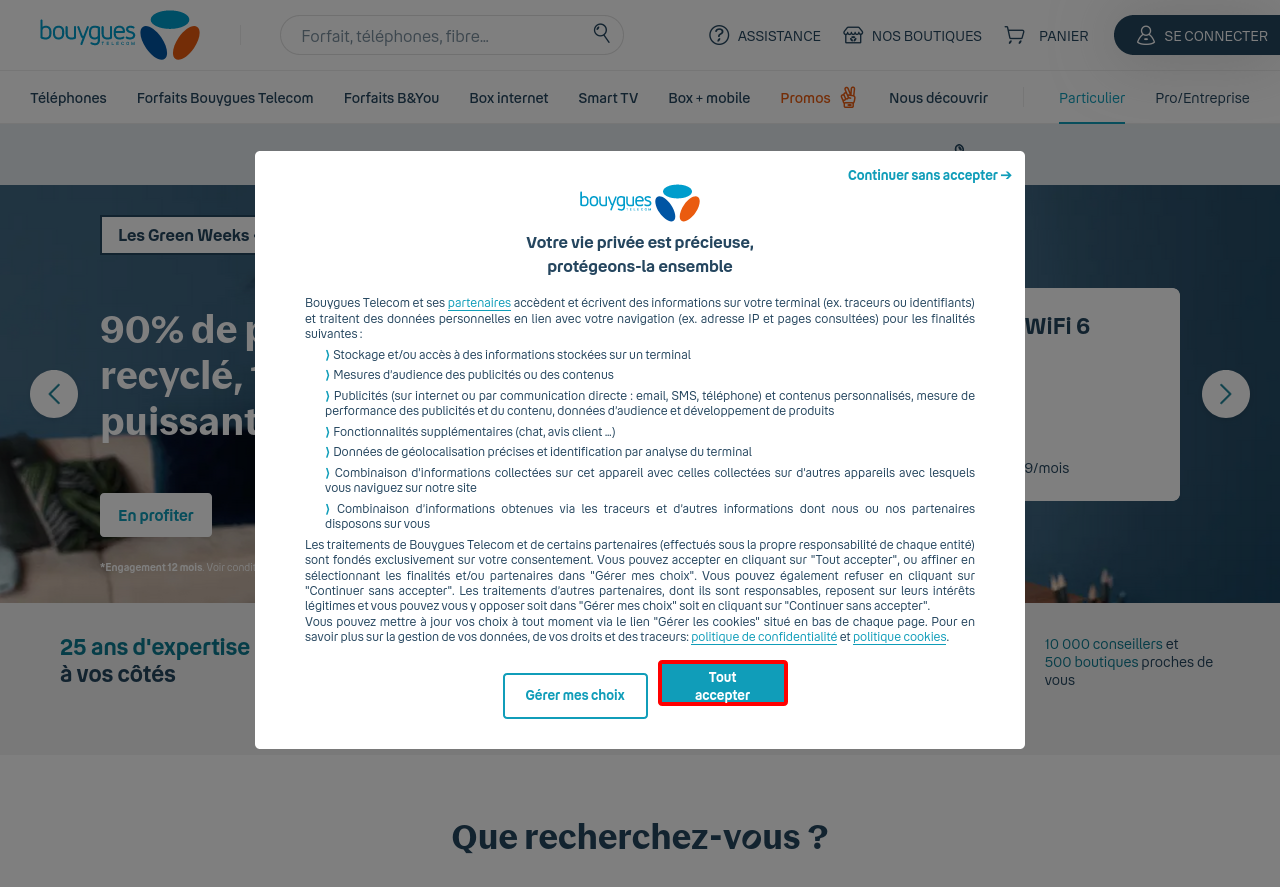 bouygues
TELECOM
Forfait, téléphones, fibre...
ASSISTANCE
NOS BOUTIQUES
PANIER
SE CONNECTER
Téléphones
Forfaits Bouygues Telecom
Forfaits B&You
Box internet
Smart TV
Box + mobile
Promos
Nous découvrir
Particulier
Pro/Entreprise
Les Green Weeks
90% de
recyclé,
puissant
En profiter
*Engagement 12 mois. Voir
WiFi 6
9/mois
Continuer sans accepter →
bouygues
TELECOM
Votre vie privée est précieuse,
protégeons-la ensemble
Bouygues Telecom et ses partenaires accèdent et écrivent des informations sur votre terminal (ex. traceurs ou identifiants)
et traitent des données personnelles en lien avec votre navigation (ex. adresse IP et pages consultées) pour les finalités
suivantes :
⟩ Stockage et/ou accès à des informations stockées sur un terminal
⟩ Mesures d'audience des publicités ou des contenus
⟩ Publicités (sur internet ou par communication directe : email, SMS, téléphone) et contenus personnalisés, mesure de
performance des publicités et du contenu, données d'audience et développement de produits
⟩ Fonctionnalités supplémentaires (chat, avis client ...)
⟩ Données de géolocalisation précises et identification par analyse du terminal
⟩ Combinaison d'informations collectées sur cet appareil avec celles collectées sur d'autres appareils avec lesquels
vous naviguez sur notre site
⟩ Combinaison d'informations obtenues via les traceurs et d'autres informations dont nous ou nos partenaires
disposons sur vous
Les traitements de Bouygues Telecom et de certains partenaires (effectués sous la propre responsabilité de chaque entité)
sont fondés exclusivement sur votre consentement. Vous pouvez accepter en cliquant sur "Tout accepter", ou affiner en
sélectionnant les finalités et/ou partenaires dans "Gérer mes choix". Vous pouvez également refuser en cliquant sur
"Continuer sans accepter". Les traitements d'autres partenaires, dont ils sont responsables, reposent sur leurs intérêts
légitimes et vous pouvez vous y opposer soit dans "Gérer mes choix" soit en cliquant sur "Continuer sans accepter".
Vous pouvez mettre à jour vos choix à tout moment via le lien "Gérer les cookies" situé en bas de chaque page. Pour en
savoir plus sur la gestion de vos données, de vos droits et des traceurs: politique de confidentialité et politique cookies.
Gérer mes choix
Tout
accepter
25 ans d'expertise
à vos côtés
10 000 conseillers et
500 boutiques proches de
vous
Que recherchez-vous ?